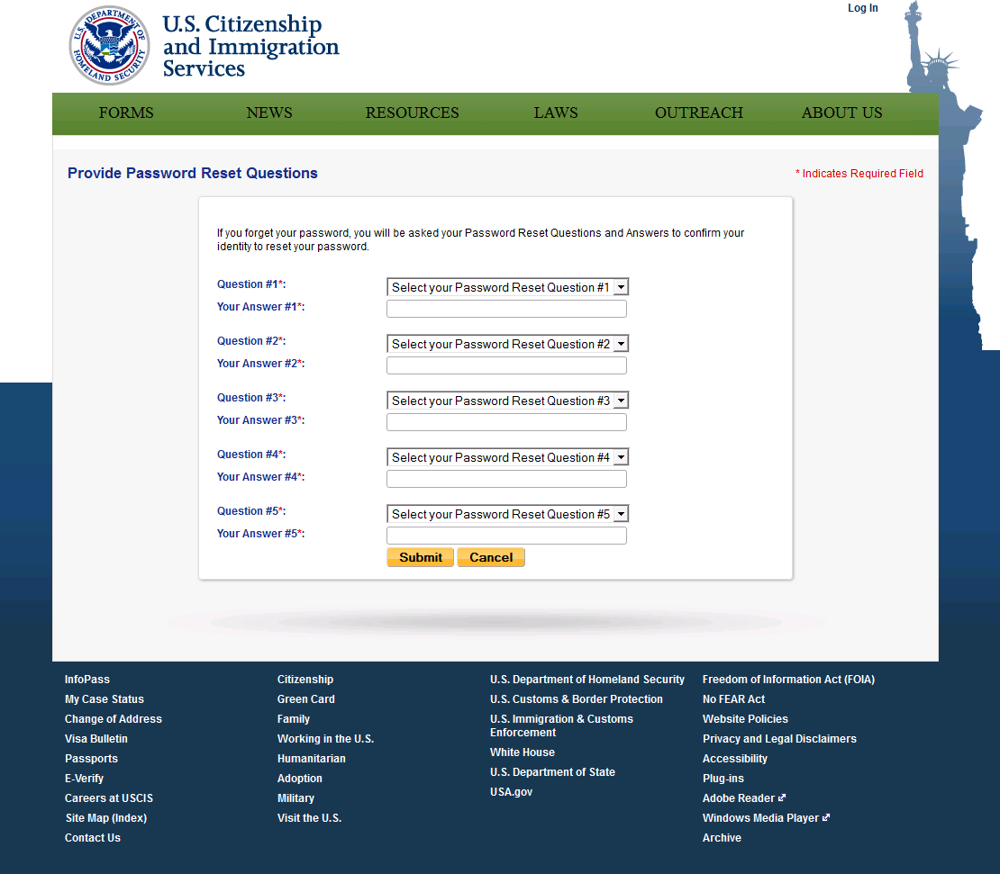 Log In
U.S. DEPARTMENT OF HOMELAND SECURITY
U.S. Citizenship
and Immigration
Services
FORMS NEWS RESOURCES LAWS OUTREACH ABOUT US
Provide Password Reset Questions
* Indicates Required Field
If you forget your password, you will be asked your Password Reset Questions and Answers to confirm your
identity to reset your password.
Question #1*: Select your Password Reset Question #1
Your Answer #1*:
Question #2*: Select your Password Reset Question #2
Your Answer #2*:
Question #3*: Select your Password Reset Question #3
Your Answer #3*:
Question #4*: Select your Password Reset Question #4
Your Answer #4*:
Question #5*: Select your Password Reset Question #5
Your Answer #5*:
Submit Cancel
InfoPass
My Case Status
Change of Address
Visa Bulletin
Passports
E-Verify
Careers at USCIS
Site Map (Index)
Contact Us
Citizenship
Green Card
Family
Working in the U.S.
Humanitarian
Adoption
Military
Visit the U.S.
U.S. Department of Homeland Security
U.S. Customs & Border Protection
U.S. Immigration & Customs
Enforcement
White House
U.S. Department of State
USA.gov
Freedom of Information Act (FOIA)
No FEAR Act
Website Policies
Privacy and Legal Disclaimers
Accessibility
Plug-ins
Adobe Reader
Windows Media Player
Archive